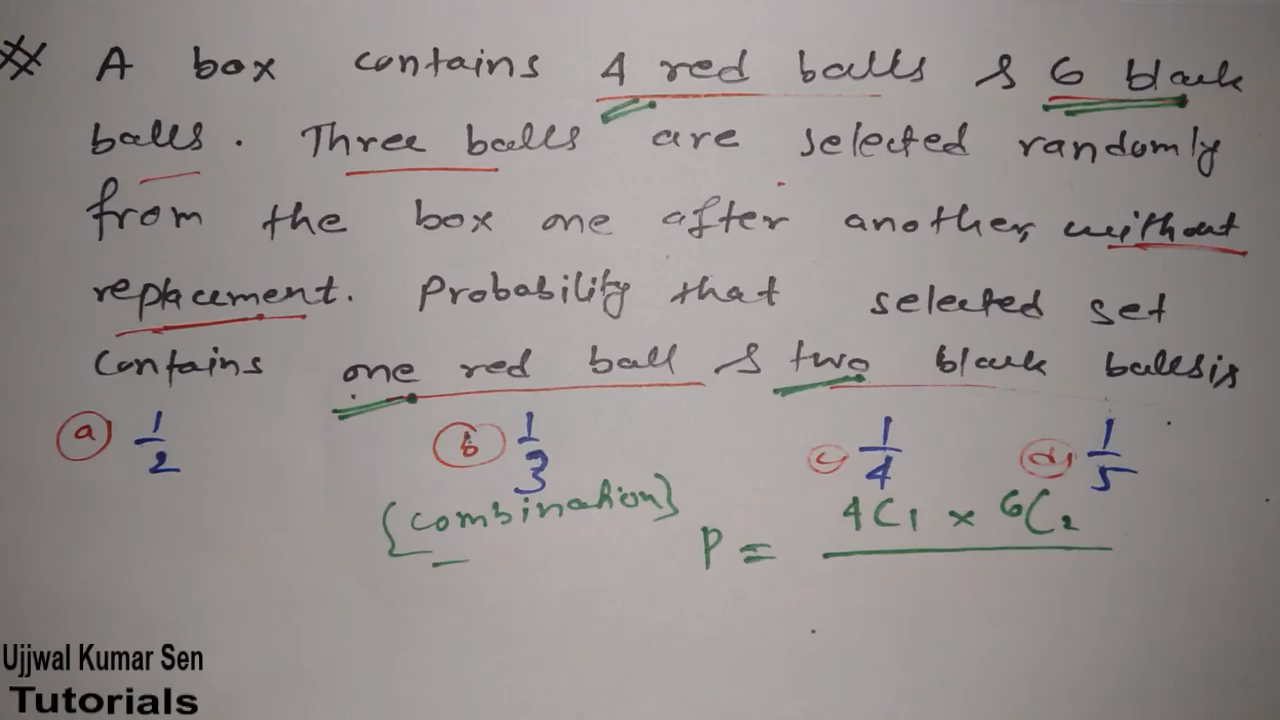 A box contains 4 red balls & 6 black
balls. Three balls are selected randomly
from the box one after another, without
replacement. Probability that selected set
contains one red ball & two black balls is
(a) 1/2 (b) 1/3 (c) 1/4 (d) 1/5
{combination} P = 4C1 × 6C2
Ujjwal Kumar Sen
Tutorials